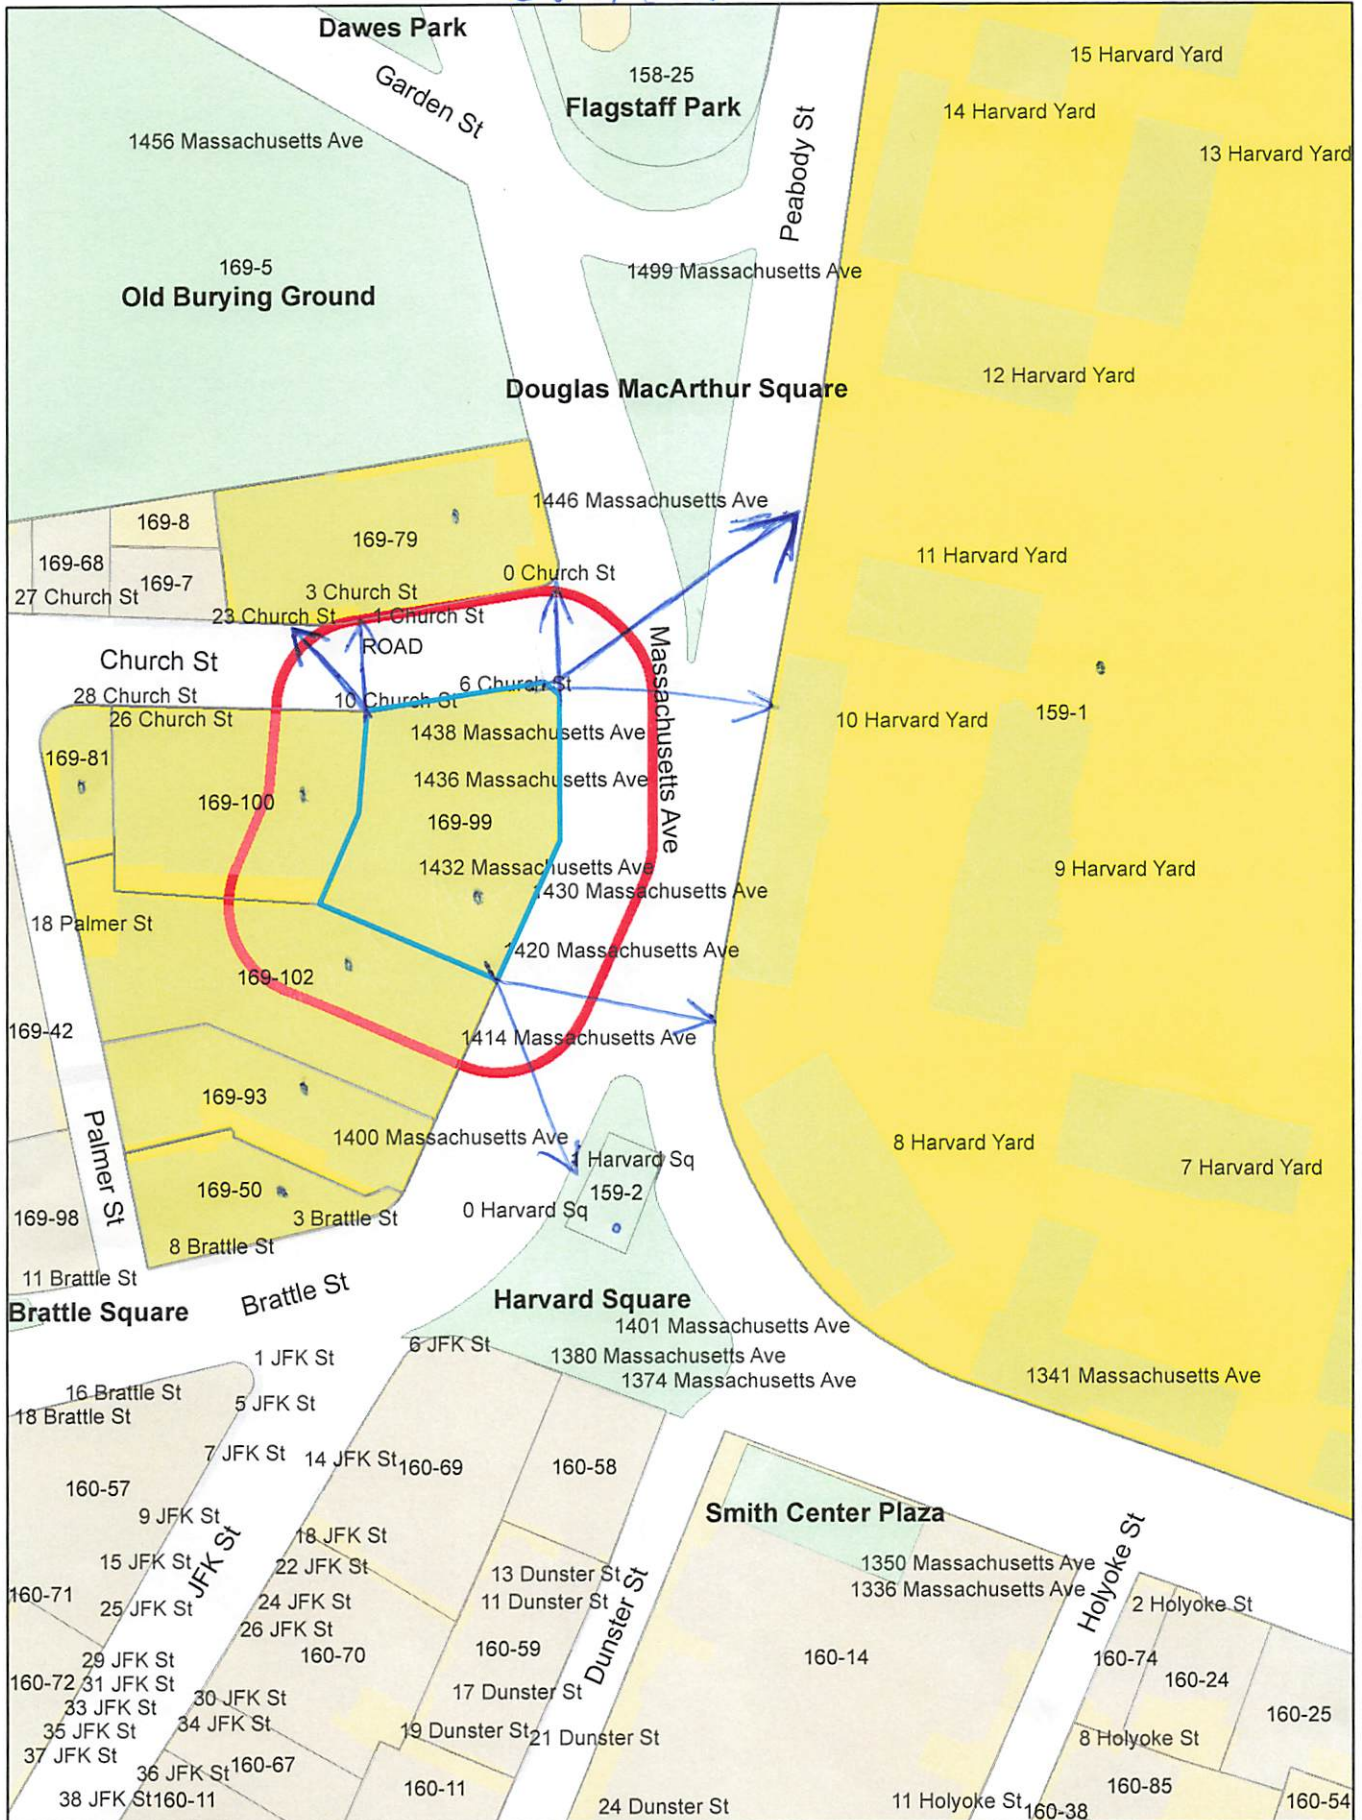 Dawes Park
Garden St
158-25
Flagstaff Park
15 Harvard Yard
14 Harvard Yard
13 Harvard Yard
1456 Massachusetts Ave
Peabody St
169-5
Old Burying Ground
1499 Massachusetts Ave
12 Harvard Yard
Douglas MacArthur Square
1446 Massachusetts Ave
169-8
169-79
11 Harvard Yard
169-68
169-7
0 Church St
3 Church St
27 Church St
23 Church St
1 Church St
ROAD
Church St
Massachusetts Ave
6 Church St
28 Church St
10 Church St
26 Church St
10 Harvard Yard
159-1
1438 Massachusetts Ave
169-81
1436 Massachusetts Ave
169-100
169-99
1432 Massachusetts Ave
9 Harvard Yard
1430 Massachusetts Ave
18 Palmer St
1420 Massachusetts Ave
169-102
169-42
1414 Massachusetts Ave
169-93
Palmer St
1400 Massachusetts Ave
8 Harvard Yard
1 Harvard Sq
7 Harvard Yard
169-50
159-2
0 Harvard Sq
169-98
3 Brattle St
8 Brattle St
11 Brattle St
Brattle St
Brattle Square
Harvard Square
1401 Massachusetts Ave
6 JFK St
1 JFK St
1380 Massachusetts Ave
1374 Massachusetts Ave
1341 Massachusetts Ave
16 Brattle St
18 Brattle St
5 JFK St
7 JFK St
14 JFK St
160-69
160-58
160-57
9 JFK St
Smith Center Plaza
JFK St
18 JFK St
15 JFK St
22 JFK St
13 Dunster St
1350 Massachusetts Ave
1336 Massachusetts Ave
Holyoke St
160-71
25 JFK St
24 JFK St
11 Dunster St
2 Holyoke St
26 JFK St
Dunster St
29 JFK St
160-70
160-59
160-14
160-74
160-24
160-72
31 JFK St
30 JFK St
17 Dunster St
33 JFK St
160-25
35 JFK St
34 JFK St
19 Dunster St
21 Dunster St
8 Holyoke St
37 JFK St
36 JFK St
160-67
160-11
160-85
38 JFK St
160-11
24 Dunster St
11 Holyoke St
160-38
160-54